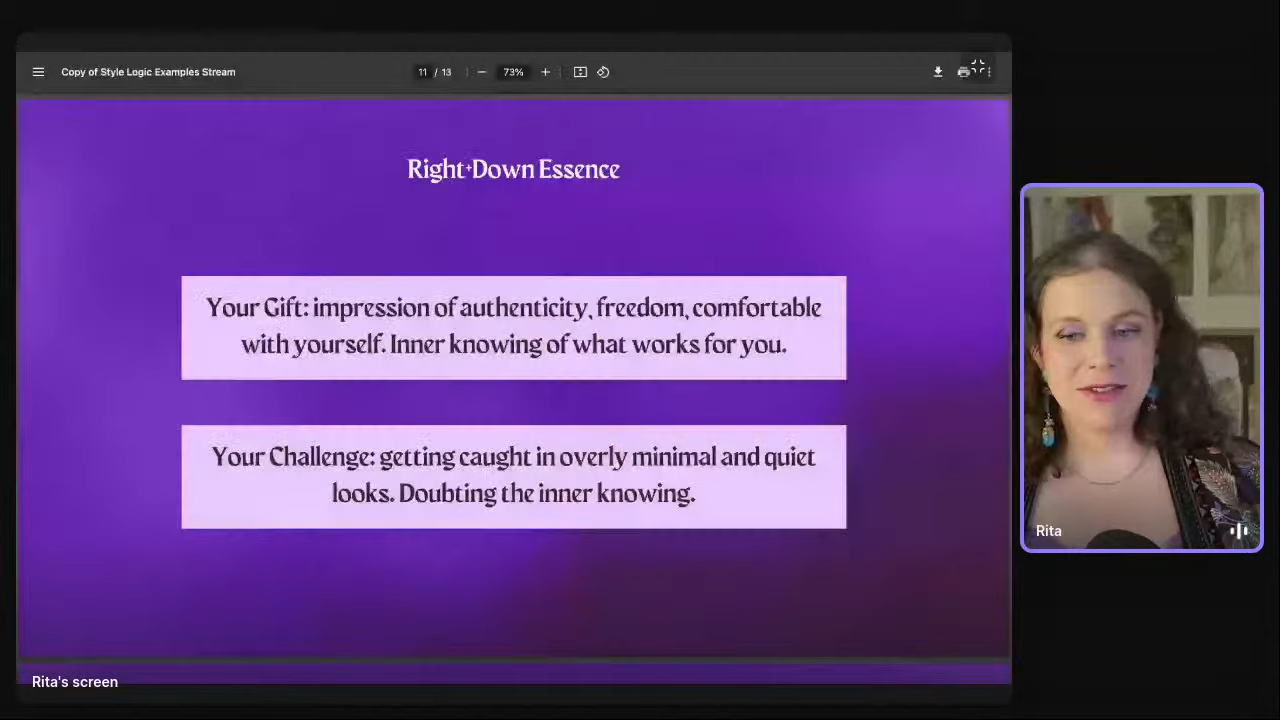 Copy of Style Logic Examples Stream
11 / 13
73%
Right+Down Essence
Your Gift: impression of authenticity, freedom, comfortable
with yourself. Inner knowing of what works for you.
Your Challenge: getting caught in overly minimal and quiet
looks. Doubting the inner knowing.
Rita
Rita's screen